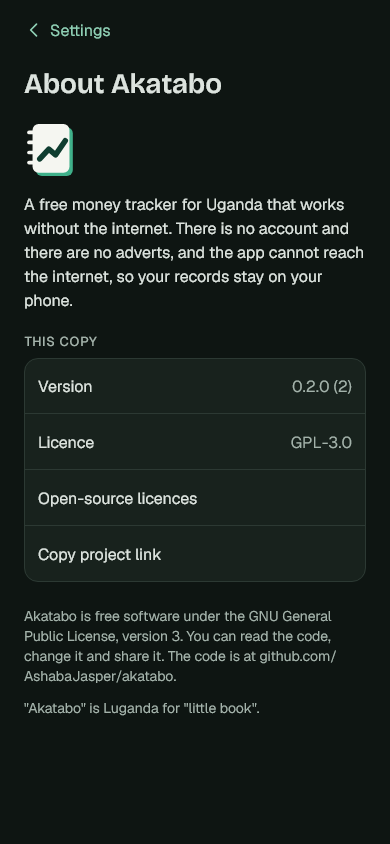 Settings
About Akatabo
A free money tracker for Uganda that works
without the internet. There is no account and
there are no adverts, and the app cannot reach
the internet, so your records stay on your
phone.
THIS COPY
Version 0.2.0 (2)
Licence GPL-3.0
Open-source licences
Copy project link
Akatabo is free software under the GNU General
Public License, version 3. You can read the code,
change it and share it. The code is at github.com/
AshabaJasper/akatabo.
"Akatabo" is Luganda for "little book".